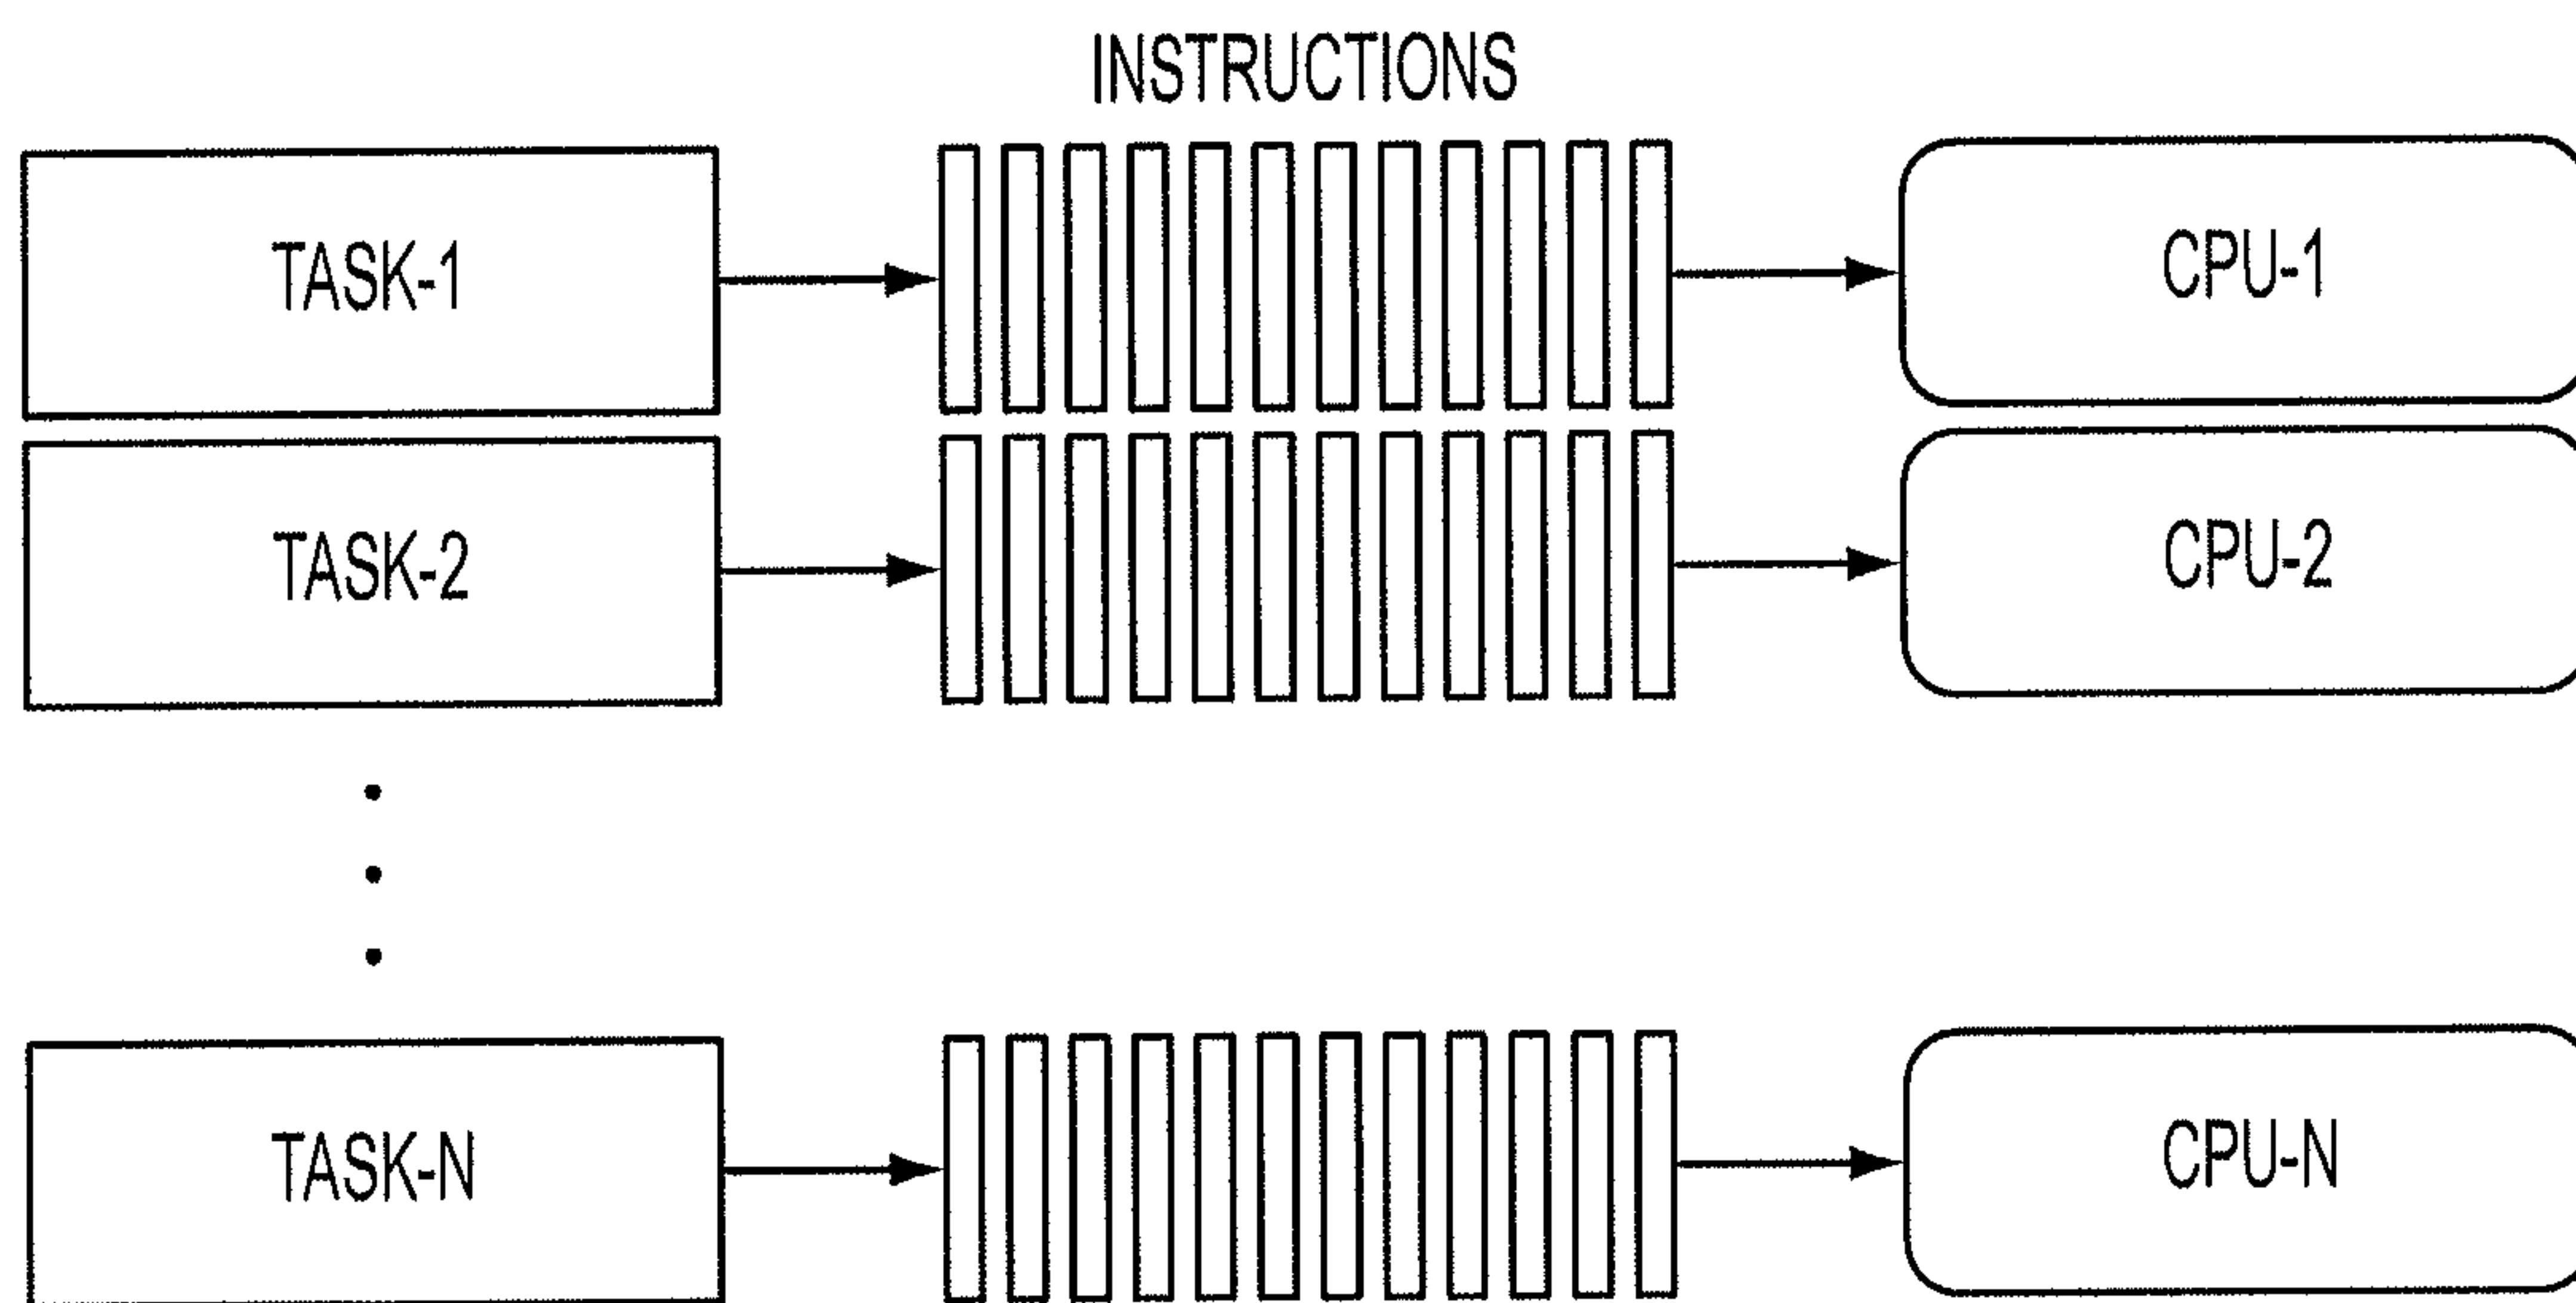 INSTRUCTIONS
TASK-1
CPU-1
TASK-2
CPU-2
TASK-N
CPU-N